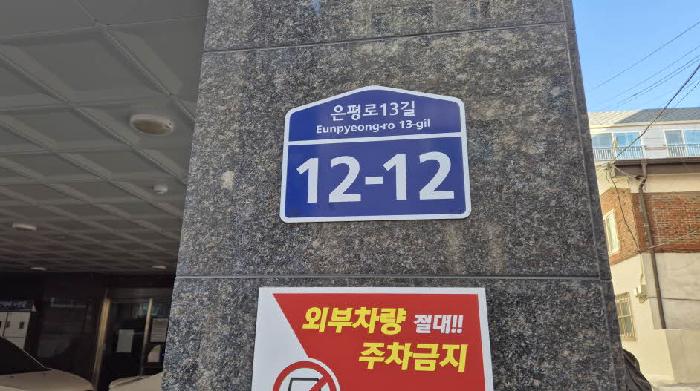 은평로13길
Eunpyeong-ro 13-gil
12-12
외부차량 절대!!
주차금지